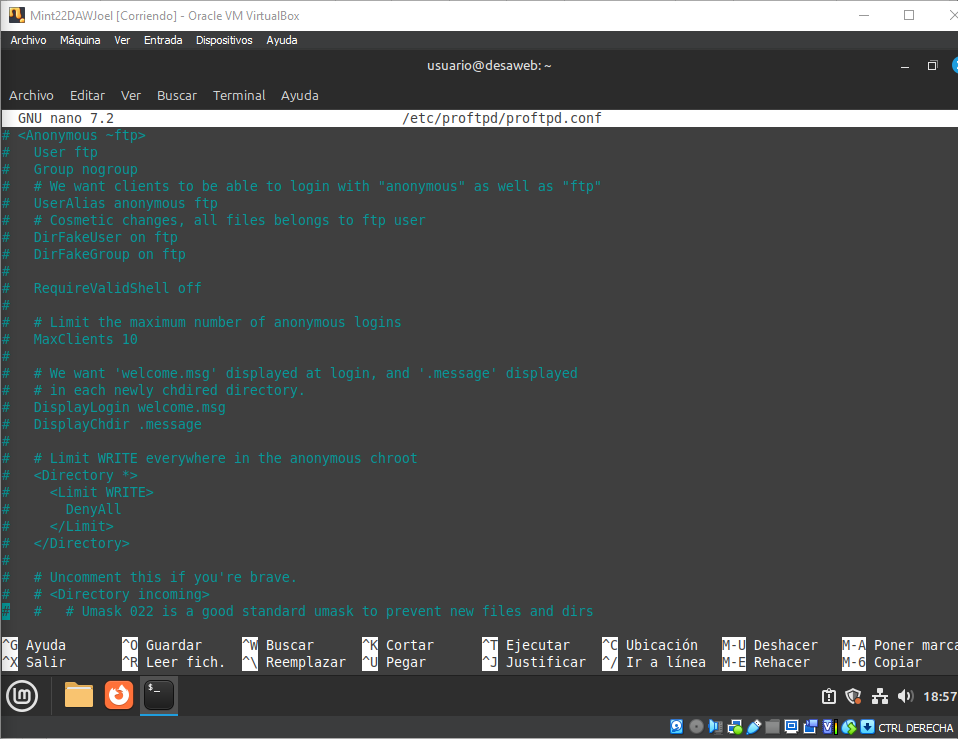 Mint22DAWJoel [Corriendo] - Oracle VM VirtualBox
Archivo Máquina Ver Entrada Dispositivos Ayuda
usuario@desaweb: ~
Archivo Editar Ver Buscar Terminal Ayuda
GNU nano 7.2 /etc/proftpd/proftpd.conf
# <Anonymous ~ftp>
#   User ftp
#   Group nogroup
#   # We want clients to be able to login with "anonymous" as well as "ftp"
#   UserAlias anonymous ftp
#   # Cosmetic changes, all files belongs to ftp user
#   DirFakeUser on ftp
#   DirFakeGroup on ftp
#
#   RequireValidShell off
#
#   # Limit the maximum number of anonymous logins
#   MaxClients 10
#
#   # We want 'welcome.msg' displayed at login, and '.message' displayed
#   # in each newly chdired directory.
#   DisplayLogin welcome.msg
#   DisplayChdir .message
#
#   # Limit WRITE everywhere in the anonymous chroot
#   <Directory *>
#     <Limit WRITE>
#       DenyAll
#     </Limit>
#   </Directory>
#
#   # Uncomment this if you're brave.
#   # <Directory incoming>
#   #   # Umask 022 is a good standard umask to prevent new files and dirs
^G Ayuda ^O Guardar ^W Buscar ^K Cortar ^T Ejecutar ^C Ubicación M-U Deshacer M-A Poner marca
^X Salir ^R Leer fich. ^\ Reemplazar ^U Pegar ^J Justificar ^/ Ir a línea M-E Rehacer M-6 Copiar
18:57
CTRL DERECHA